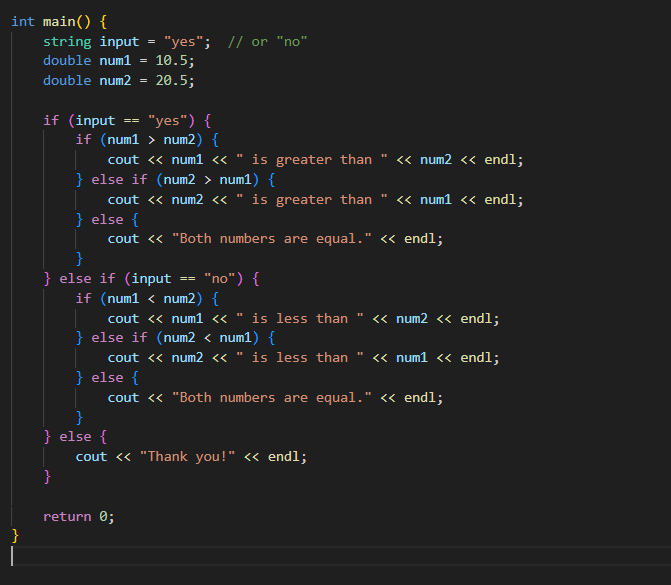 int main() {
    string input = "yes";  // or "no"
    double num1 = 10.5;
    double num2 = 20.5;

    if (input == "yes") {
        if (num1 > num2) {
            cout << num1 << " is greater than " << num2 << endl;
        } else if (num2 > num1) {
            cout << num2 << " is greater than " << num1 << endl;
        } else {
            cout << "Both numbers are equal." << endl;
        }
    } else if (input == "no") {
        if (num1 < num2) {
            cout << num1 << " is less than " << num2 << endl;
        } else if (num2 < num1) {
            cout << num2 << " is less than " << num1 << endl;
        } else {
            cout << "Both numbers are equal." << endl;
        }
    } else {
        cout << "Thank you!" << endl;
    }

    return 0;
}